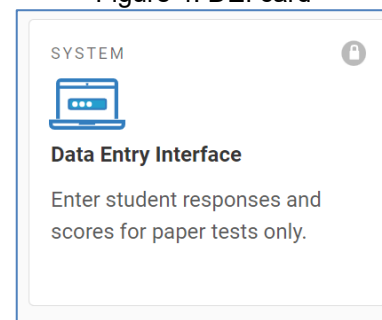 SYSTEM
Data Entry Interface
Enter student responses and
scores for paper tests only.